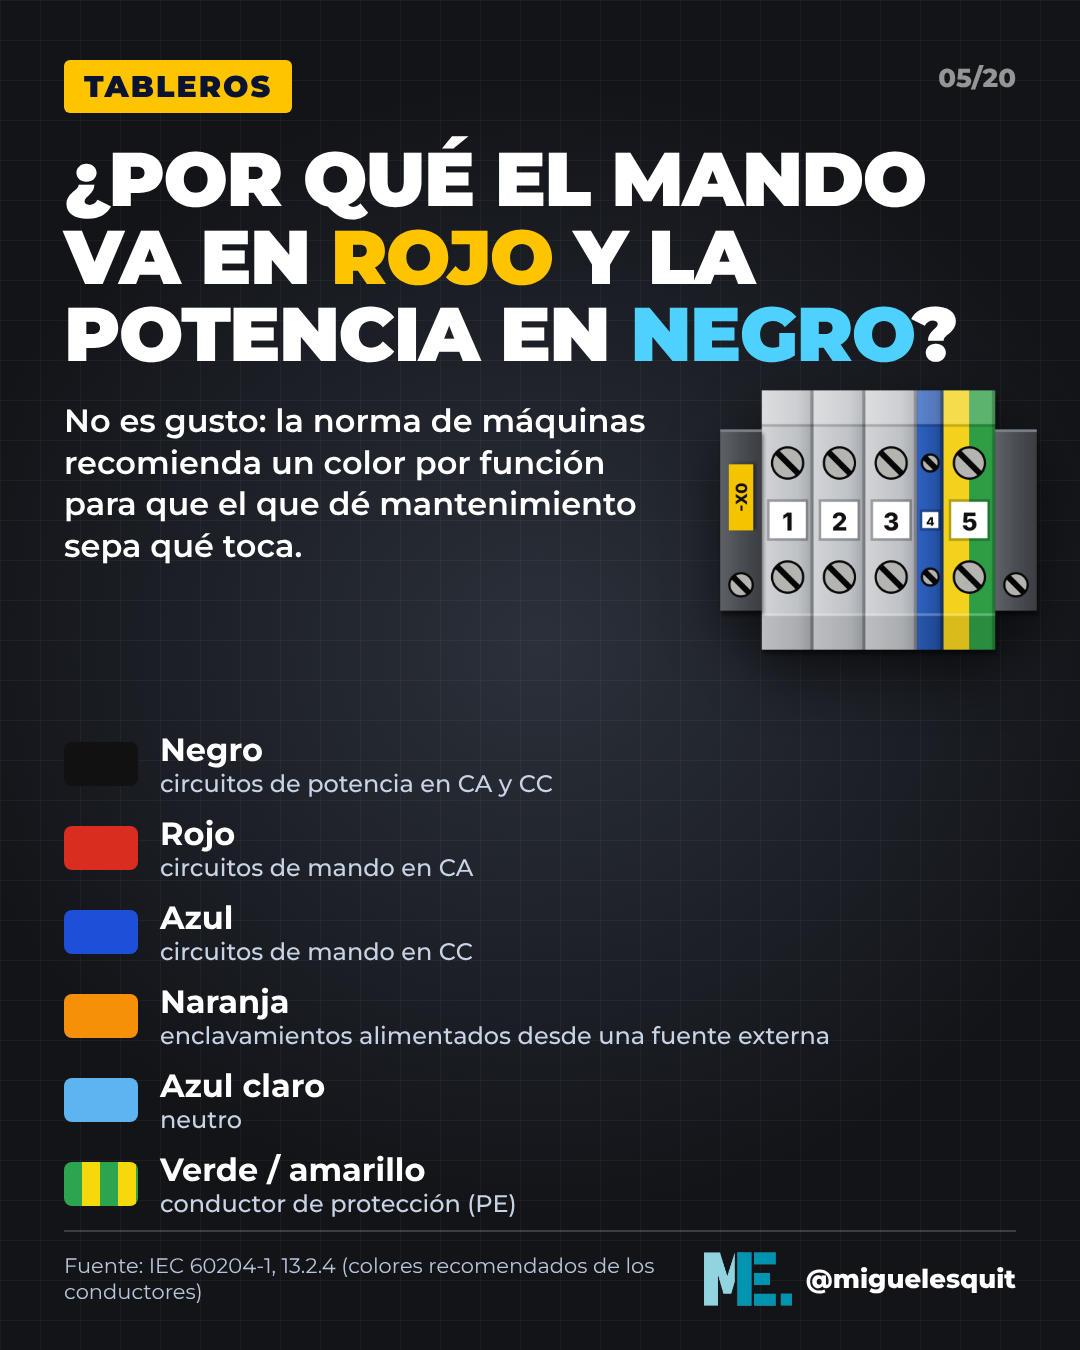 TABLEROS
05/20
¿POR QUÉ EL MANDO
VA EN ROJO Y LA
POTENCIA EN NEGRO?
No es gusto: la norma de máquinas
recomienda un color por función
para que el que dé mantenimiento
sepa qué toca.
-X0
1 2 3 4 5
Negro
circuitos de potencia en CA y CC
Rojo
circuitos de mando en CA
Azul
circuitos de mando en CC
Naranja
enclavamientos alimentados desde una fuente externa
Azul claro
neutro
Verde / amarillo
conductor de protección (PE)
Fuente: IEC 60204-1, 13.2.4 (colores recomendados de los
conductores)
ME.
@miguelesquit